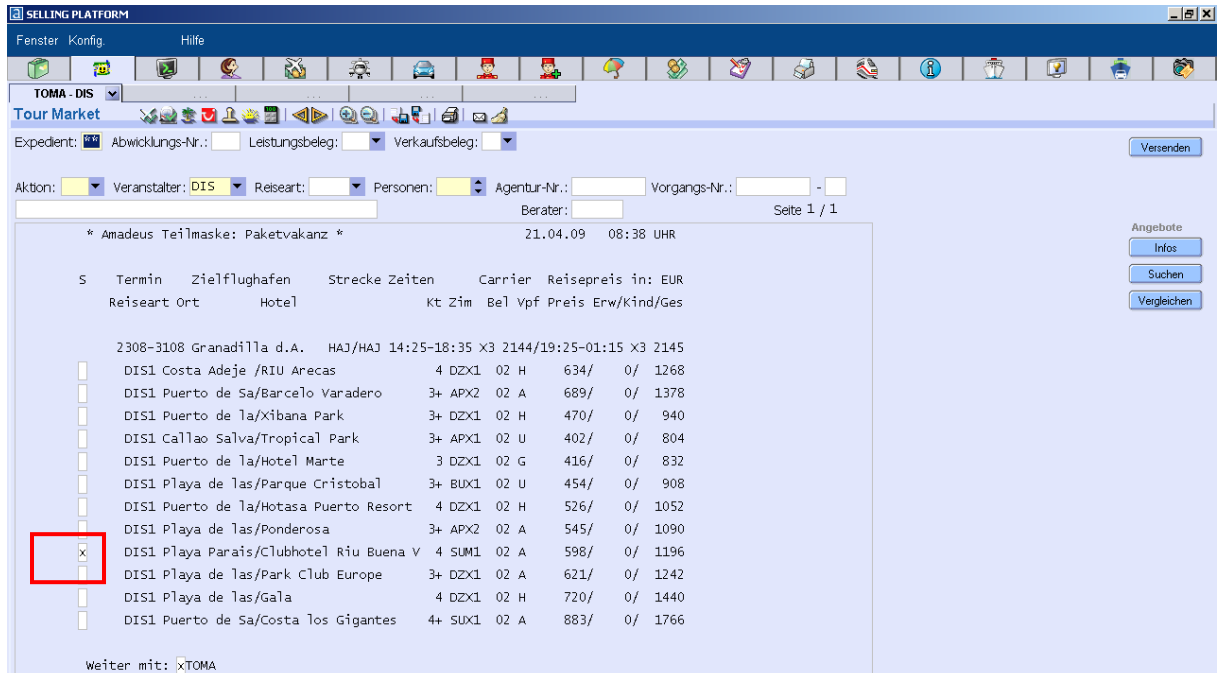 SELLING PLATFORM
Fenster Konfig. Hilfe
TOMA - DIS ... ... ... ...
Tour Market
Expedient: ** Abwicklungs-Nr.: Leistungsbeleg: Verkaufsbeleg:
Versenden
Aktion: Veranstalter: DIS Reiseart: Personen: Agentur-Nr.: Vorgangs-Nr.: -
Berater: Seite 1 / 1
* Amadeus Teilmaske: Paketvakanz * 21.04.09 08:38 UHR
Angebote
Infos
Suchen
Vergleichen
S Termin Zielflughafen Strecke Zeiten Carrier Reisepreis in: EUR
Reiseart Ort Hotel Kt Zim Bel Vpf Preis Erw/Kind/Ges
2308-3108 Granadilla d.A. HAJ/HAJ 14:25-18:35 X3 2144/19:25-01:15 X3 2145
DIS1 Costa Adeje /RIU Arecas 4 DZX1 02 H 634/ 0/ 1268
DIS1 Puerto de Sa/Barcelo Varadero 3+ APX2 02 A 689/ 0/ 1378
DIS1 Puerto de la/Xibana Park 3+ DZX1 02 H 470/ 0/ 940
DIS1 Callao Salva/Tropical Park 3+ APX1 02 U 402/ 0/ 804
DIS1 Puerto de la/Hotel Marte 3 DZX1 02 G 416/ 0/ 832
DIS1 Playa de las/Parque Cristobal 3+ BUX1 02 U 454/ 0/ 908
DIS1 Puerto de la/Hotasa Puerto Resort 4 DZX1 02 H 526/ 0/ 1052
DIS1 Playa de las/Ponderosa 3+ APX2 02 A 545/ 0/ 1090
x DIS1 Playa Parais/Clubhotel Riu Buena V 4 SUM1 02 A 598/ 0/ 1196
DIS1 Playa de las/Park Club Europe 3+ DZX1 02 A 621/ 0/ 1242
DIS1 Playa de las/Gala 4 DZX1 02 H 720/ 0/ 1440
DIS1 Puerto de Sa/Costa los Gigantes 4+ SUX1 02 A 883/ 0/ 1766
Weiter mit: xTOMA